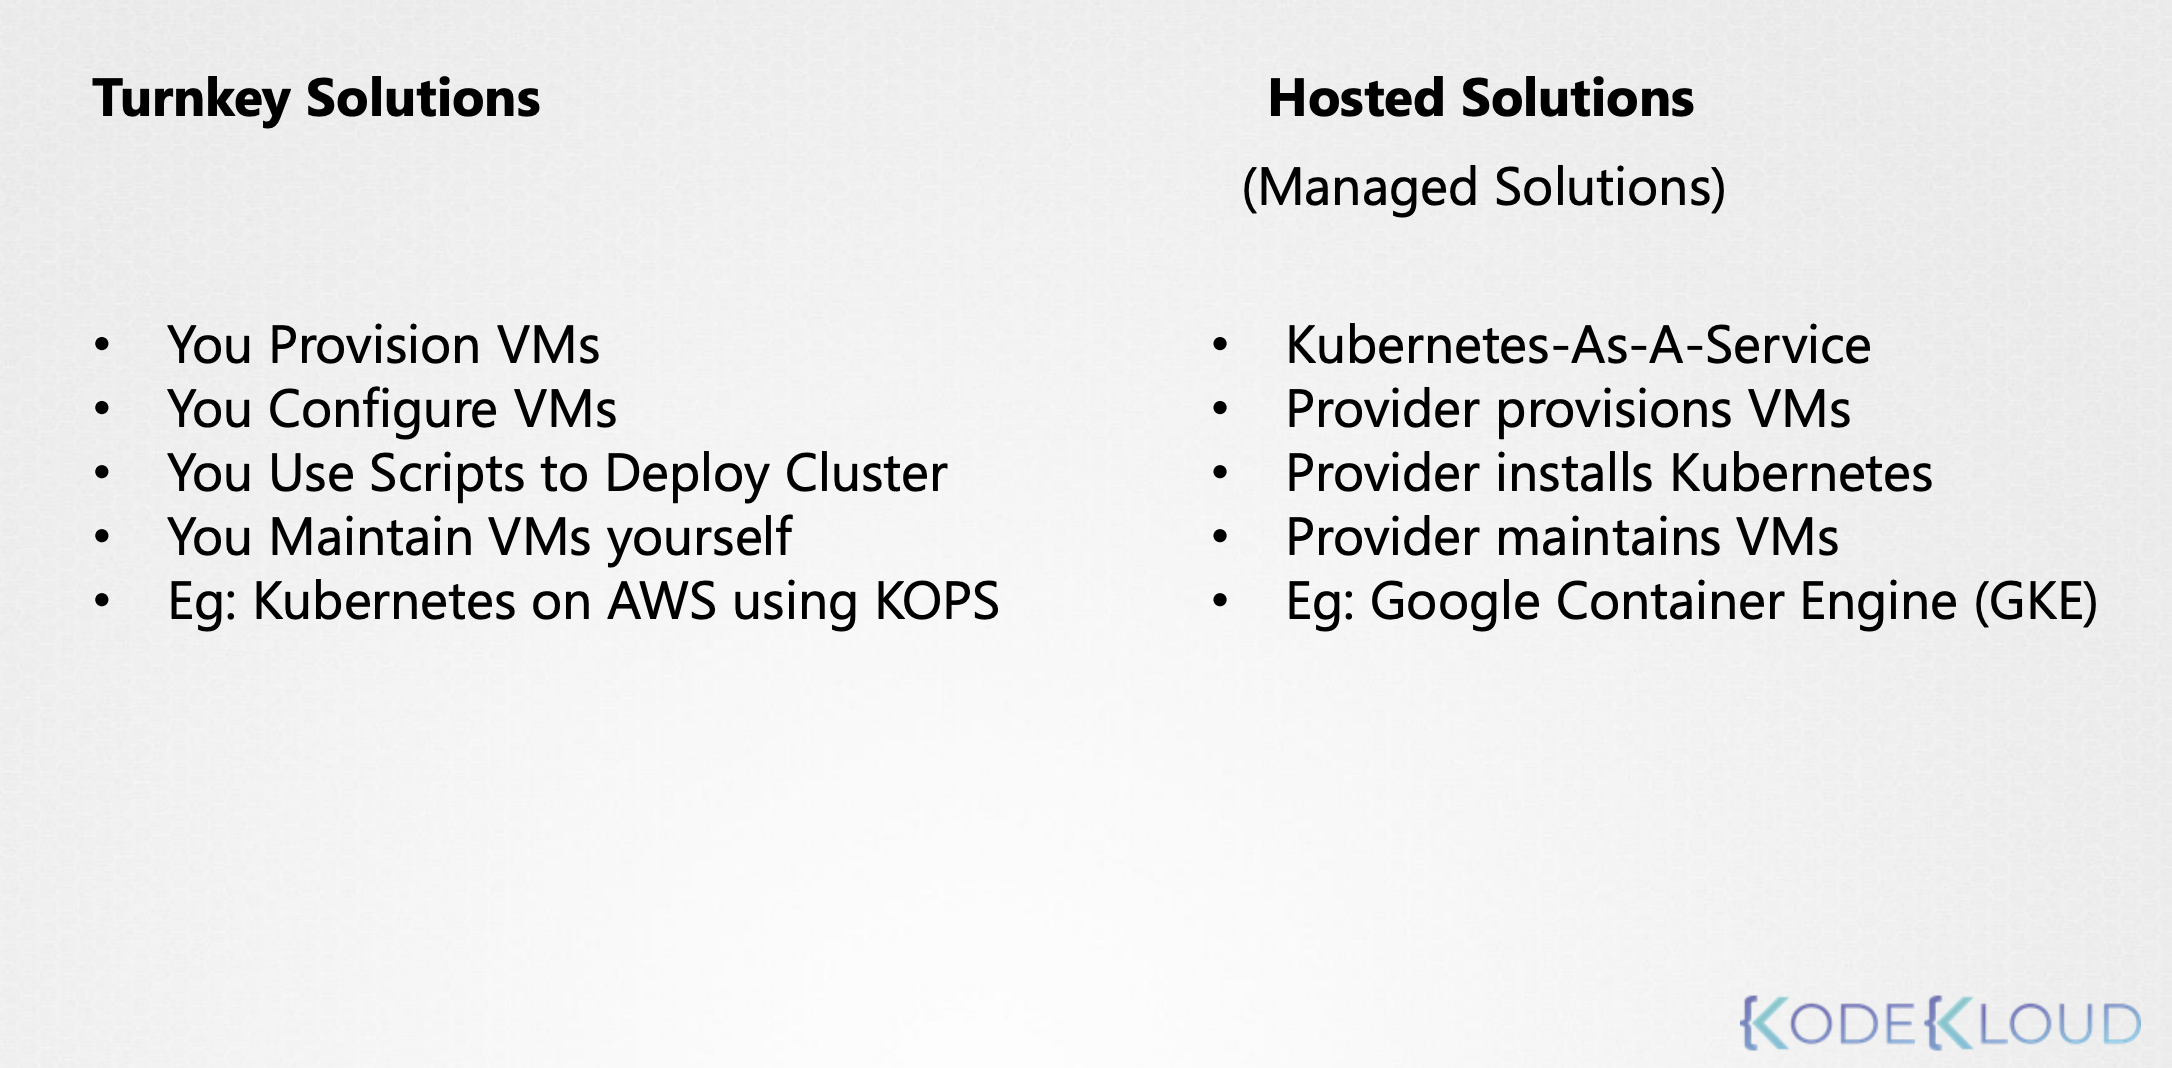 Turnkey Solutions
• You Provision VMs
• You Configure VMs
• You Use Scripts to Deploy Cluster
• You Maintain VMs yourself
• Eg: Kubernetes on AWS using KOPS
Hosted Solutions
(Managed Solutions)
• Kubernetes-As-A-Service
• Provider provisions VMs
• Provider installs Kubernetes
• Provider maintains VMs
• Eg: Google Container Engine (GKE)
KODEKLOUD